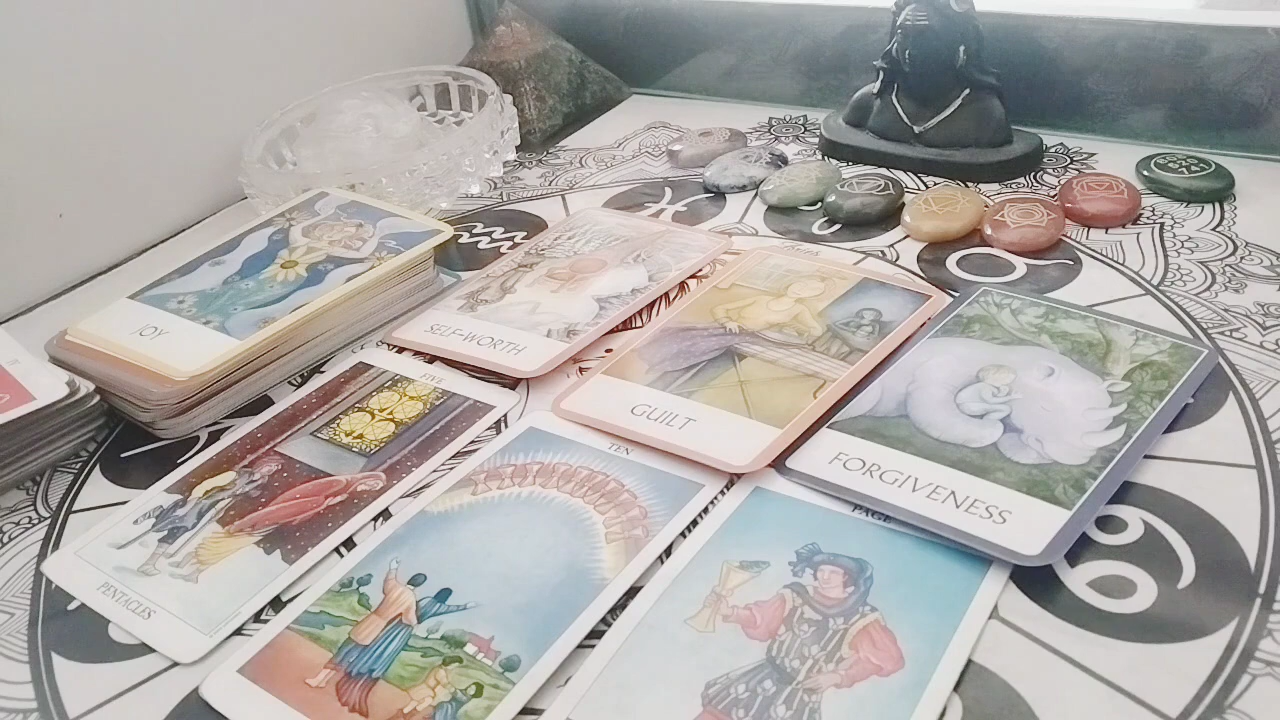 JOY
SELF-WORTH
GUILT
FORGIVENESS
FIVE
PENTACLES
TEN
PAGE